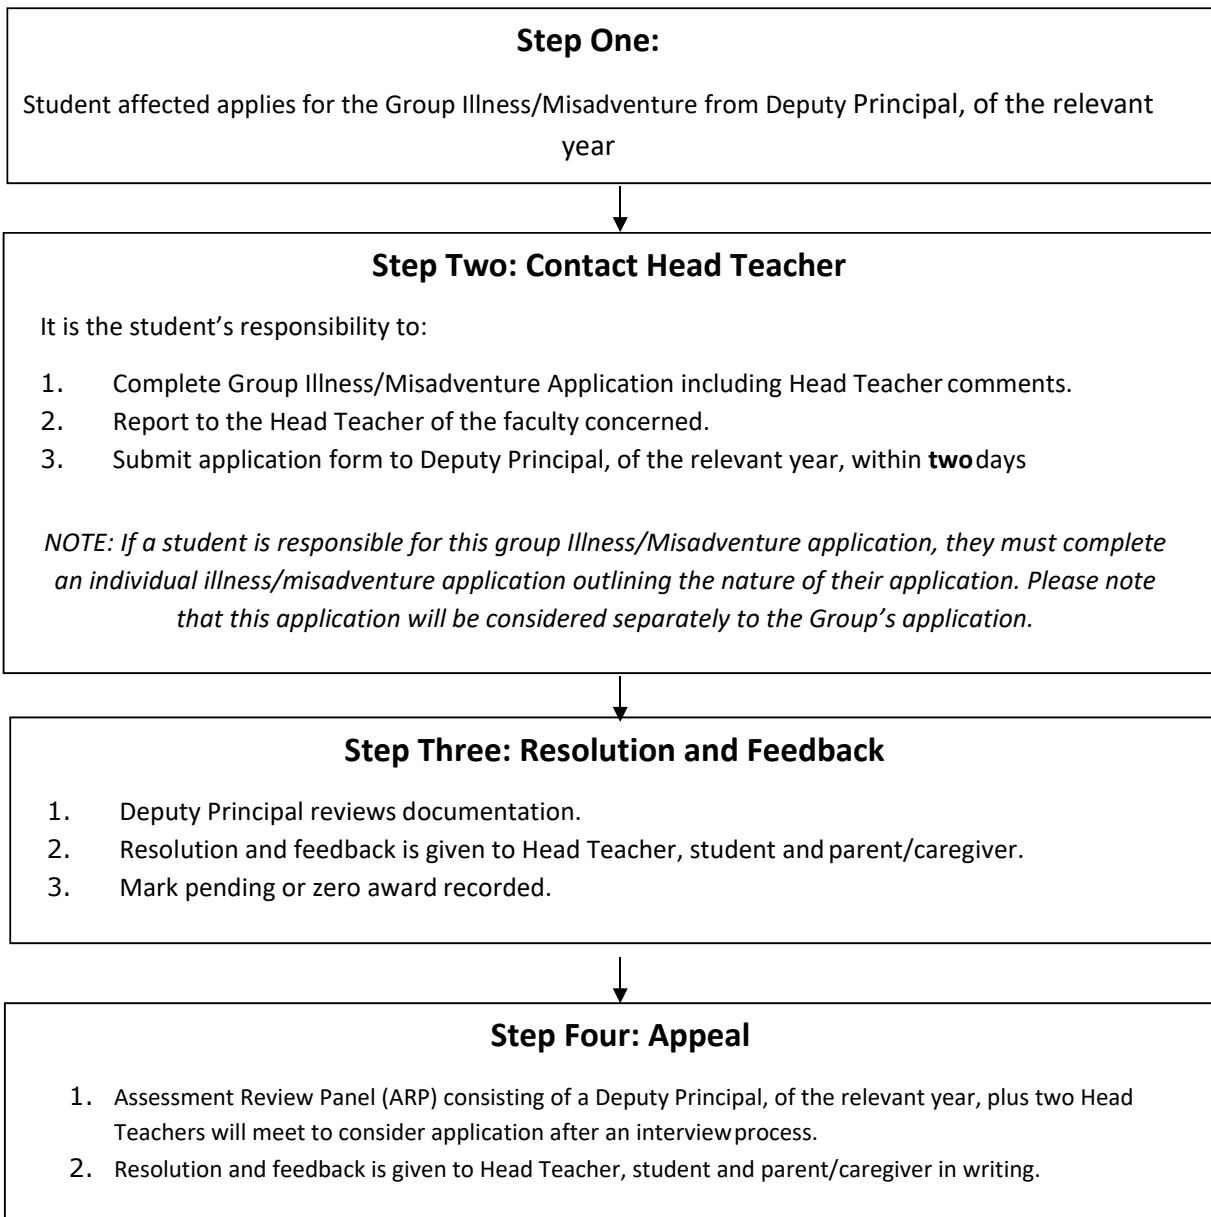 Step One:
Student affected applies for the Group Illness/Misadventure from Deputy Principal, of the relevant
year
Step Two: Contact Head Teacher
It is the student’s responsibility to:
1. Complete Group Illness/Misadventure Application including Head Teacher comments.
2. Report to the Head Teacher of the faculty concerned.
3. Submit application form to Deputy Principal, of the relevant year, within two days
NOTE: If a student is responsible for this group Illness/Misadventure application, they must complete
an individual illness/misadventure application outlining the nature of their application. Please note
that this application will be considered separately to the Group’s application.
Step Three: Resolution and Feedback
1. Deputy Principal reviews documentation.
2. Resolution and feedback is given to Head Teacher, student and parent/caregiver.
3. Mark pending or zero award recorded.
Step Four: Appeal
1. Assessment Review Panel (ARP) consisting of a Deputy Principal, of the relevant year, plus two Head
Teachers will meet to consider application after an interview process.
2. Resolution and feedback is given to Head Teacher, student and parent/caregiver in writing.